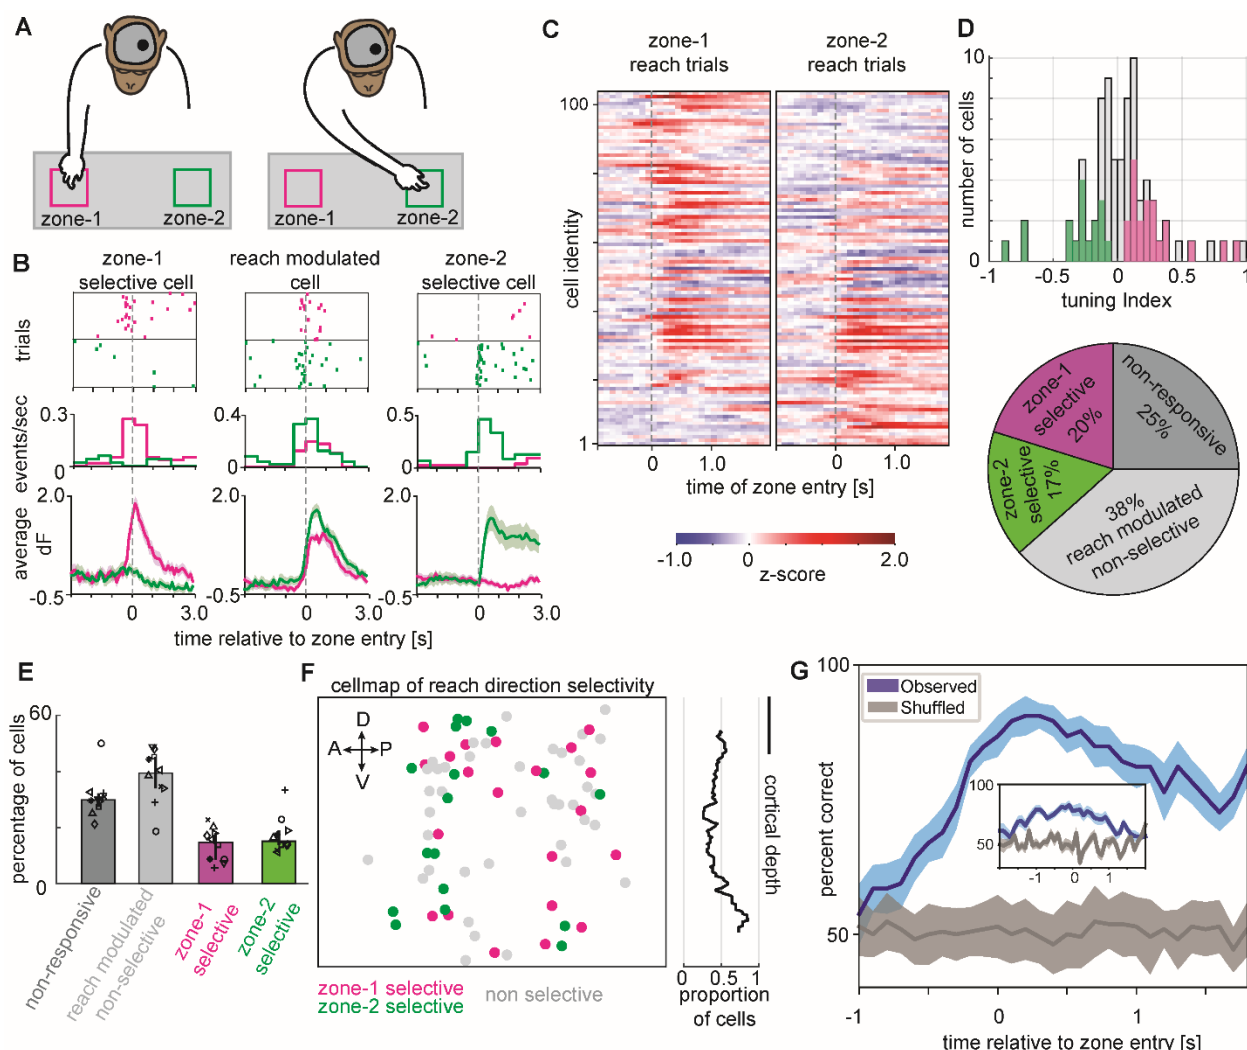 A
zone-1
zone-2
zone-1
zone-2
B
zone-1
selective cell
reach modulated
cell
zone-2
selective cell
trials
events/sec
0.3
0
0.4
0
0.5
0
average
dF
2.0
-0.5
2.0
-0.5
2.0
-0.5
0
3.0
0
3.0
0
3.0
time relative to zone entry [s]
C
zone-1
reach trials
zone-2
reach trials
cell identity
100
1
0
1.0
0
1.0
time of zone entry [s]
-1.0
0
2.0
z-score
D
number of cells
10
5
0
-1
-0.5
0
0.5
1
tuning Index
non-responsive
25%
zone-1
selective
20%
zone-2
selective
17%
38%
reach modulated
non-selective
E
percentage of cells
60
0
non-responsive
reach modulated
non-selective
zone-1
selective
zone-2
selective
F
cellmap of reach direction selectivity
D
A
P
V
zone-1 selective
zone-2 selective
non selective
cortical depth
0
0.5
1
proportion
of cells
G
percent correct
100
50
Observed
Shuffled
100
50
-1
0
1
-1
0
1
time relative to zone entry [s]